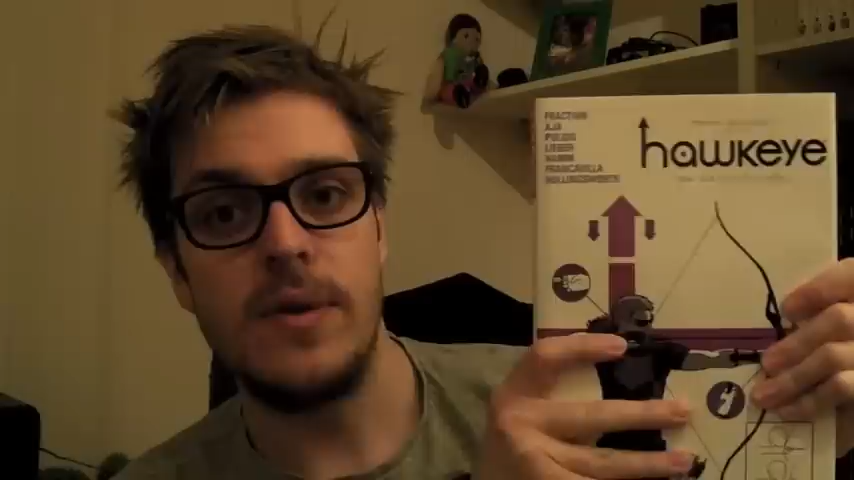 FRACTION
AJA
PULIDO
LIEBER
HAMM
FRANCAVILLA
HOLLINGSWORTH
hawkeye